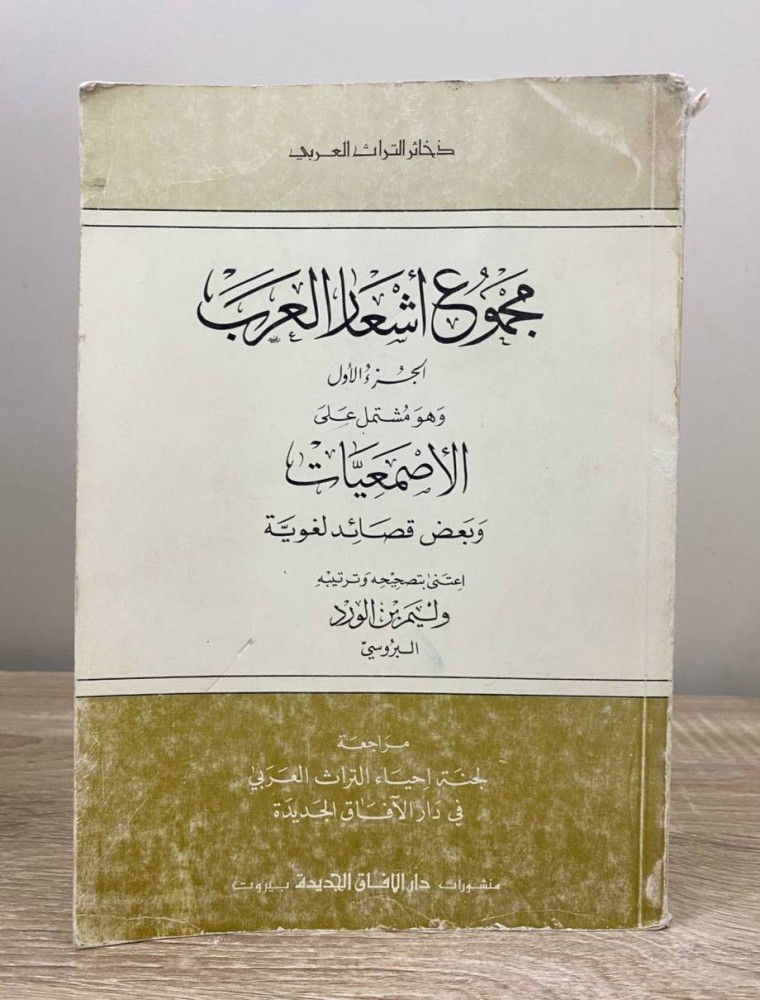 ذخائر التراث العربي
مجموع أشعار العرب
الجزء الأول
وهو مشتمل على
الأصمعيات
وبعض قصائد لغوية
اعتنى بتصحيحه وترتيبه
وليم بن الورد
البروسي
مراجعة
لجنة إحياء التراث العربي
في دار الآفاق الجديدة
منشورات دار الآفاق الجديدة بيروت